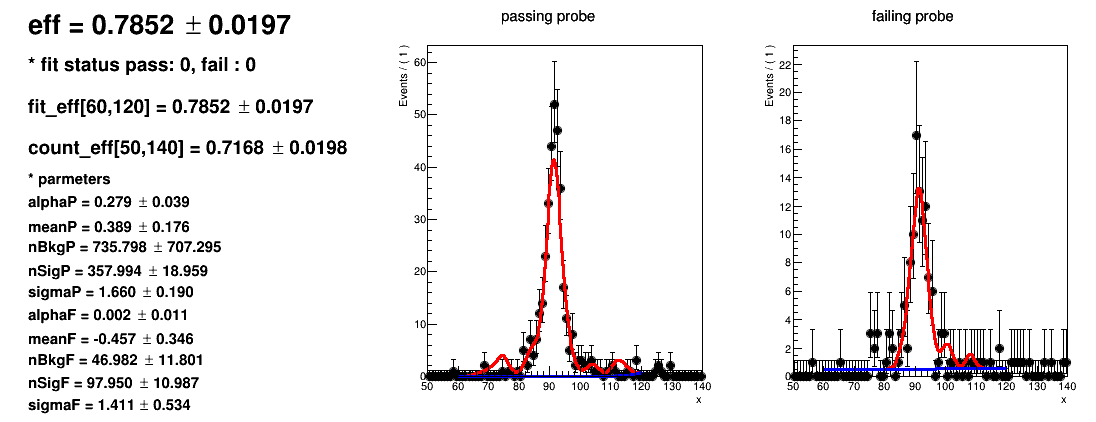 eff = 0.7852 ± 0.0197
* fit status pass: 0, fail : 0
fit_eff[60,120] = 0.7852 ± 0.0197
count_eff[50,140] = 0.7168 ± 0.0198
* parmeters
alphaP = 0.279 ± 0.039
meanP = 0.389 ± 0.176
nBkgP = 735.798 ± 707.295
nSigP = 357.994 ± 18.959
sigmaP = 1.660 ± 0.190
alphaF = 0.002 ± 0.011
meanF = -0.457 ± 0.346
nBkgF = 46.982 ± 11.801
nSigF = 97.950 ± 10.987
sigmaF = 1.411 ± 0.534
passing probe
Events / ( 1 )
60
50
40
30
20
10
0
50 60 70 80 90 100 110 120 130 140
x
failing probe
Events / ( 1 )
22
20
18
16
14
12
10
8
6
4
2
0
50 60 70 80 90 100 110 120 130 140
x